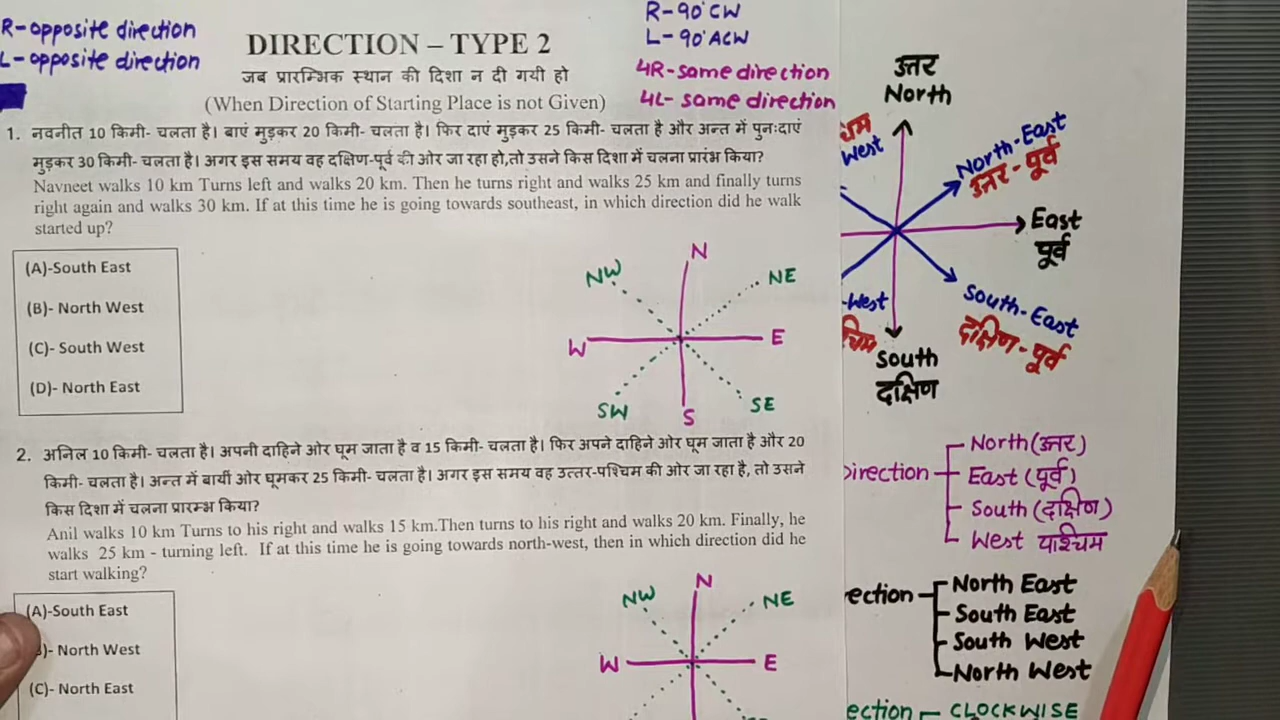 R-opposite direction
L-opposite direction
R-90°CW
L-90°ACW
4R-same direction
4L- same direction
DIRECTION – TYPE 2
जब प्रारम्भिक स्थान की दिशा न दी गयी हो
(When Direction of Starting Place is not Given)
1. नवनीत 10 किमी- चलता है। बाएं मुड़कर 20 किमी- चलता है। फिर दाएं मुड़कर 25 किमी- चलता है और अन्त में पुनःदाएं
मुड़कर 30 किमी- चलता है। अगर इस समय वह दक्षिण-पूर्व की ओर जा रहा हो,तो उसने किस दिशा में चलना प्रारंभ किया?
Navneet walks 10 km Turns left and walks 20 km. Then he turns right and walks 25 km and finally turns
right again and walks 30 km. If at this time he is going towards southeast, in which direction did he walk
started up?
(A)-South East
(B)- North West
(C)- South West
(D)- North East
N
NW
NE
W
E
SW
S
SE
2. अनिल 10 किमी- चलता है। अपनी दाहिने ओर घूम जाता है व 15 किमी- चलता है। फिर अपने दाहिने ओर घूम जाता है और 20
किमी- चलता है। अन्त में बायीं ओर घूमकर 25 किमी- चलता है। अगर इस समय वह उत्तर-पश्चिम की ओर जा रहा है, तो उसने
किस दिशा में चलना प्रारम्भ किया?
Anil walks 10 km Turns to his right and walks 15 km.Then turns to his right and walks 20 km. Finally, he
walks 25 km - turning left. If at this time he is going towards north-west, then in which direction did he
start walking?
(A)-South East
)- North West
(C)- North East
N
NW
NE
W
E
उत्तर
North
West
North-East
उत्तर-पूर्व
East
पूर्व
-West
South-East
दक्षिण-पूर्व
South
दक्षिण
Direction
North(उत्तर)
East (पूर्व)
South (दक्षिण)
West पश्चिम
ection
North East
South East
South West
North West
ection - CLOCKWISE